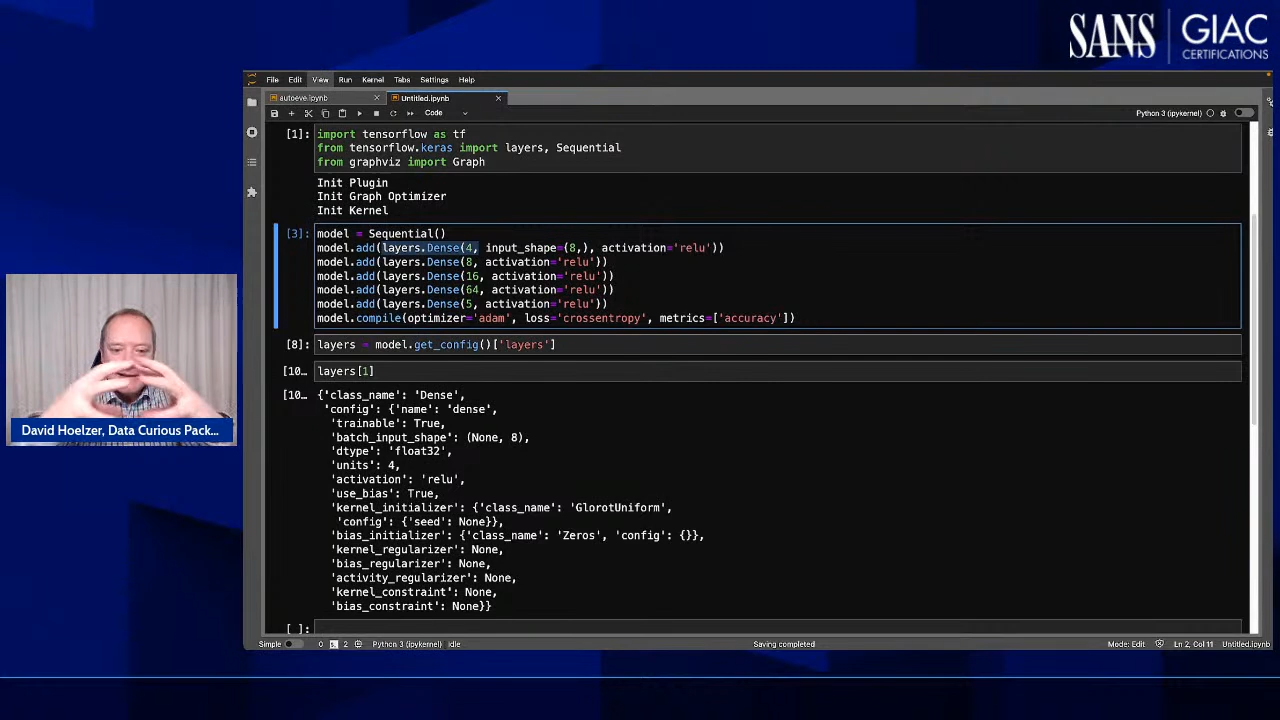 SANS
GIAC
CERTIFICATIONS
File Edit View Run Kernel Tabs Settings Help
autoeve.ipynb
Untitled.ipynb
Code
Python 3 (ipykernel)
[1]:
import tensorflow as tf
from tensorflow.keras import layers, Sequential
from graphviz import Graph
Init Plugin
Init Graph Optimizer
Init Kernel
[3]:
model = Sequential()
model.add(layers.Dense(4, input_shape=(8,), activation='relu'))
model.add(layers.Dense(8, activation='relu'))
model.add(layers.Dense(16, activation='relu'))
model.add(layers.Dense(64, activation='relu'))
model.add(layers.Dense(5, activation='relu'))
model.compile(optimizer='adam', loss='crossentropy', metrics=['accuracy'])
[8]:
layers = model.get_config()['layers']
[10…
layers[1]
[10…
{'class_name': 'Dense',
'config': {'name': 'dense',
'trainable': True,
'batch_input_shape': (None, 8),
'dtype': 'float32',
'units': 4,
'activation': 'relu',
'use_bias': True,
'kernel_initializer': {'class_name': 'GlorotUniform',
'config': {'seed': None}},
'bias_initializer': {'class_name': 'Zeros', 'config': {}},
'kernel_regularizer': None,
'bias_regularizer': None,
'activity_regularizer': None,
'kernel_constraint': None,
'bias_constraint': None}}
[ ]:
David Hoelzer, Data Curious Pack...
Simple 0 2 Python 3 (ipykernel) Idle
Saving completed
Mode: Edit Ln 2, Col 11 Untitled.ipynb